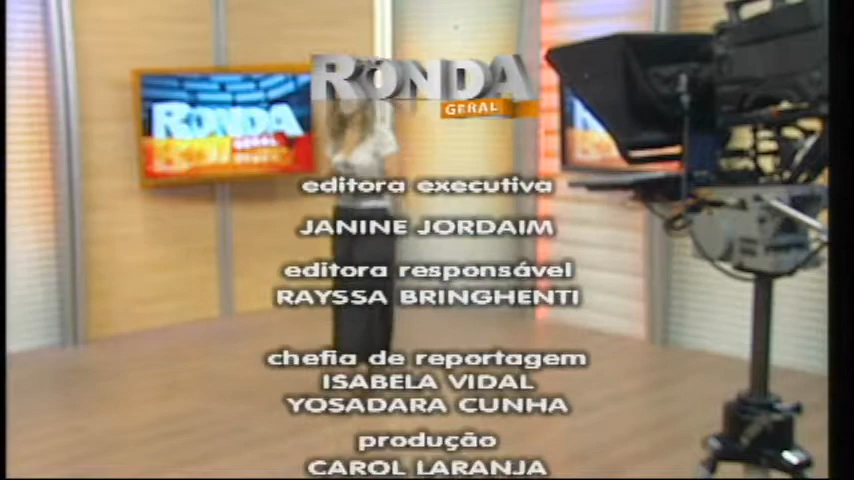 RONDA
GERAL
RONDA
GERAL
editora executiva
JANINE JORDAIM
editora responsável
RAYSSA BRINGHENTI
chefia de reportagem
ISABELA VIDAL
YOSADARA CUNHA
produção
CAROL LARANJA